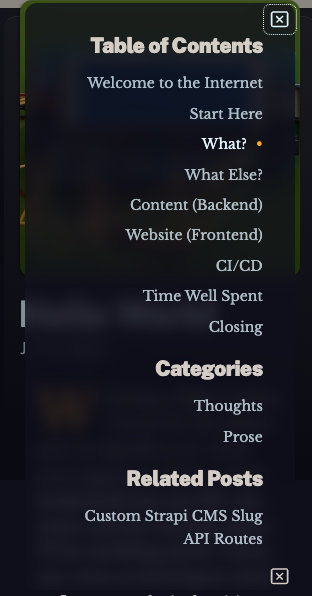 Table of Contents
Welcome to the Internet
Start Here
What?
What Else?
Content (Backend)
Website (Frontend)
CI/CD
Time Well Spent
Closing
Categories
Thoughts
Prose
Related Posts
Custom Strapi CMS Slug
API Routes